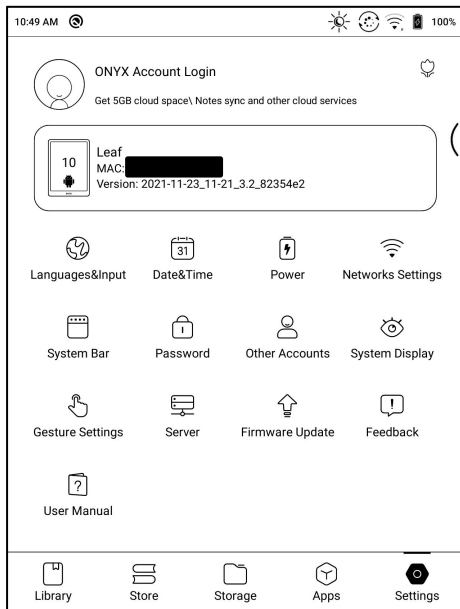 10:49 AM 100%
ONYX Account Login
Get 5GB cloud space\ Notes sync and other cloud services
10
Leaf
MAC:
Version: 2021-11-23_11-21_3.2_82354e2
31
Languages&Input Date&Time Power Networks Settings
System Bar Password Other Accounts System Display
Gesture Settings Server Firmware Update Feedback
User Manual
Library Store Storage Apps Settings